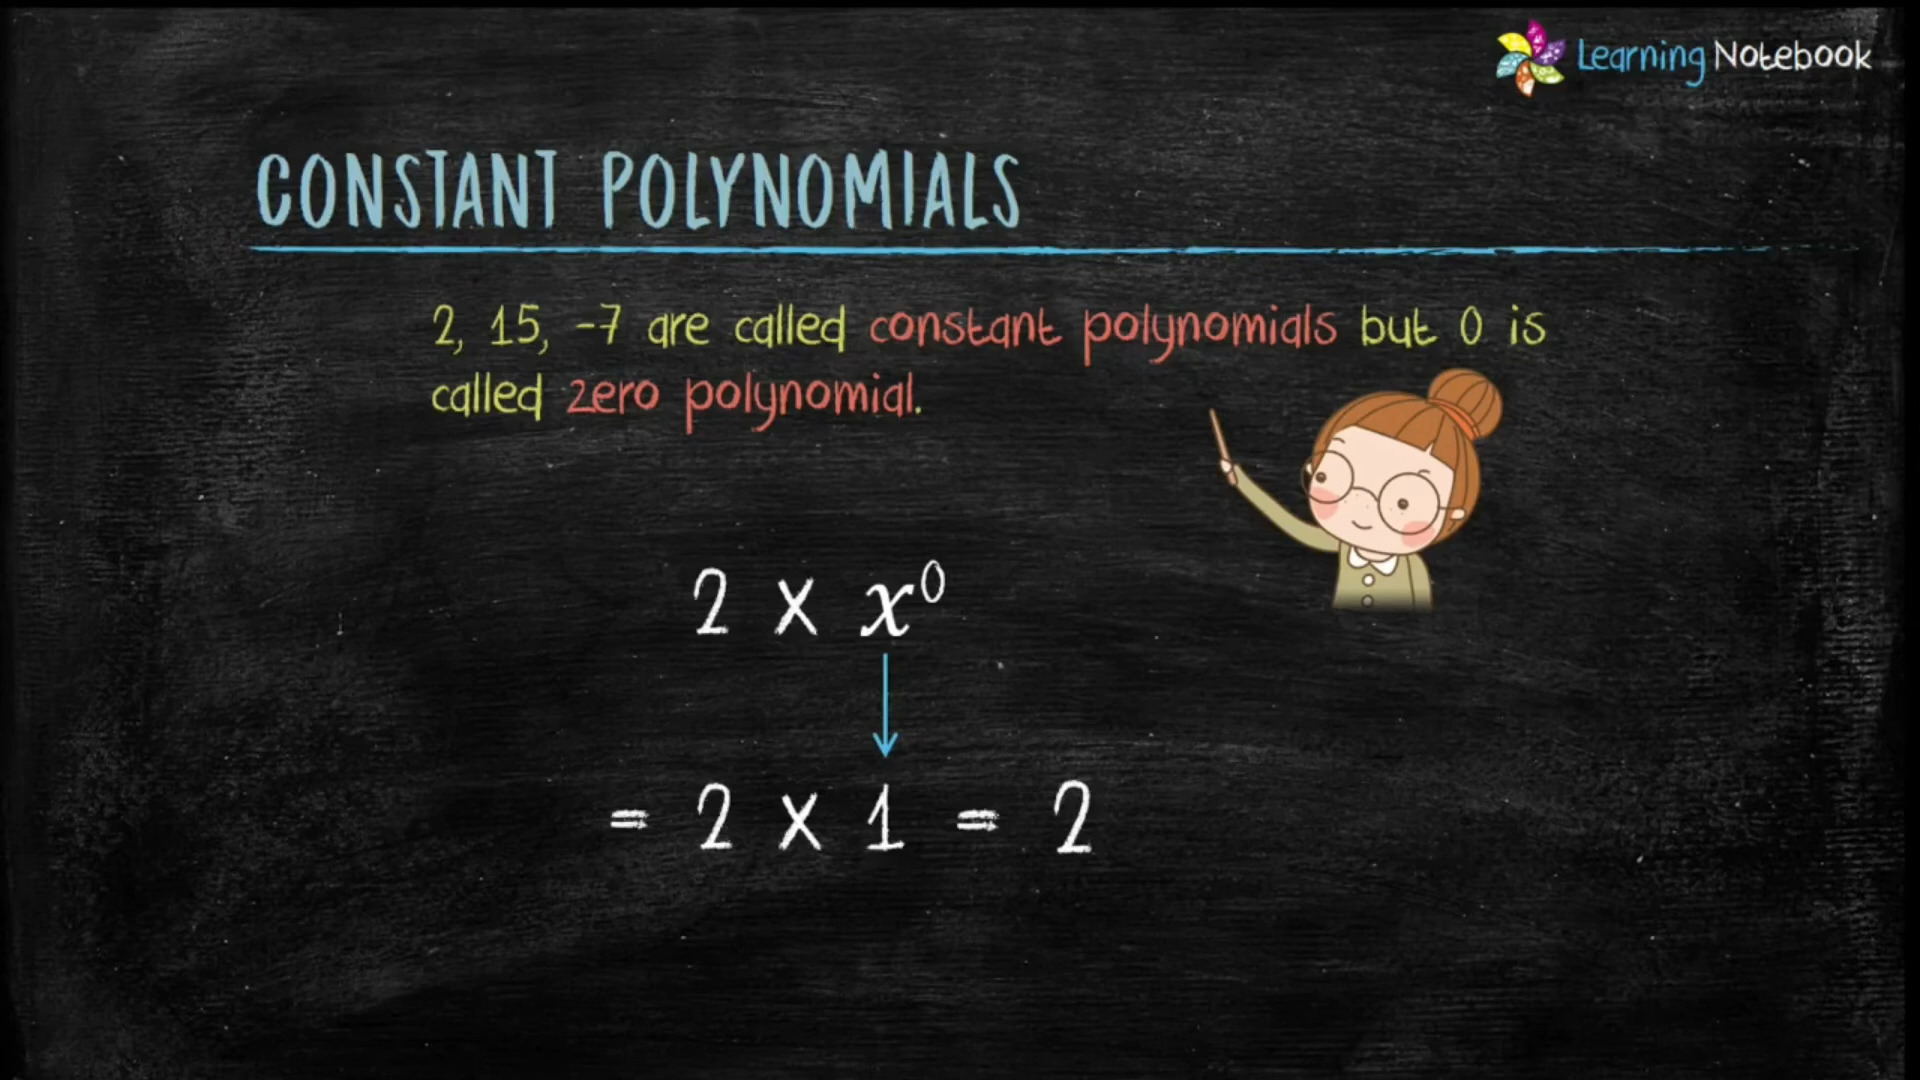 Learning Notebook
CONSTANT POLYNOMIALS
2, 15, -7 are called constant polynomials but 0 is
called zero polynomial.
2 × x⁰
= 2 × 1 = 2